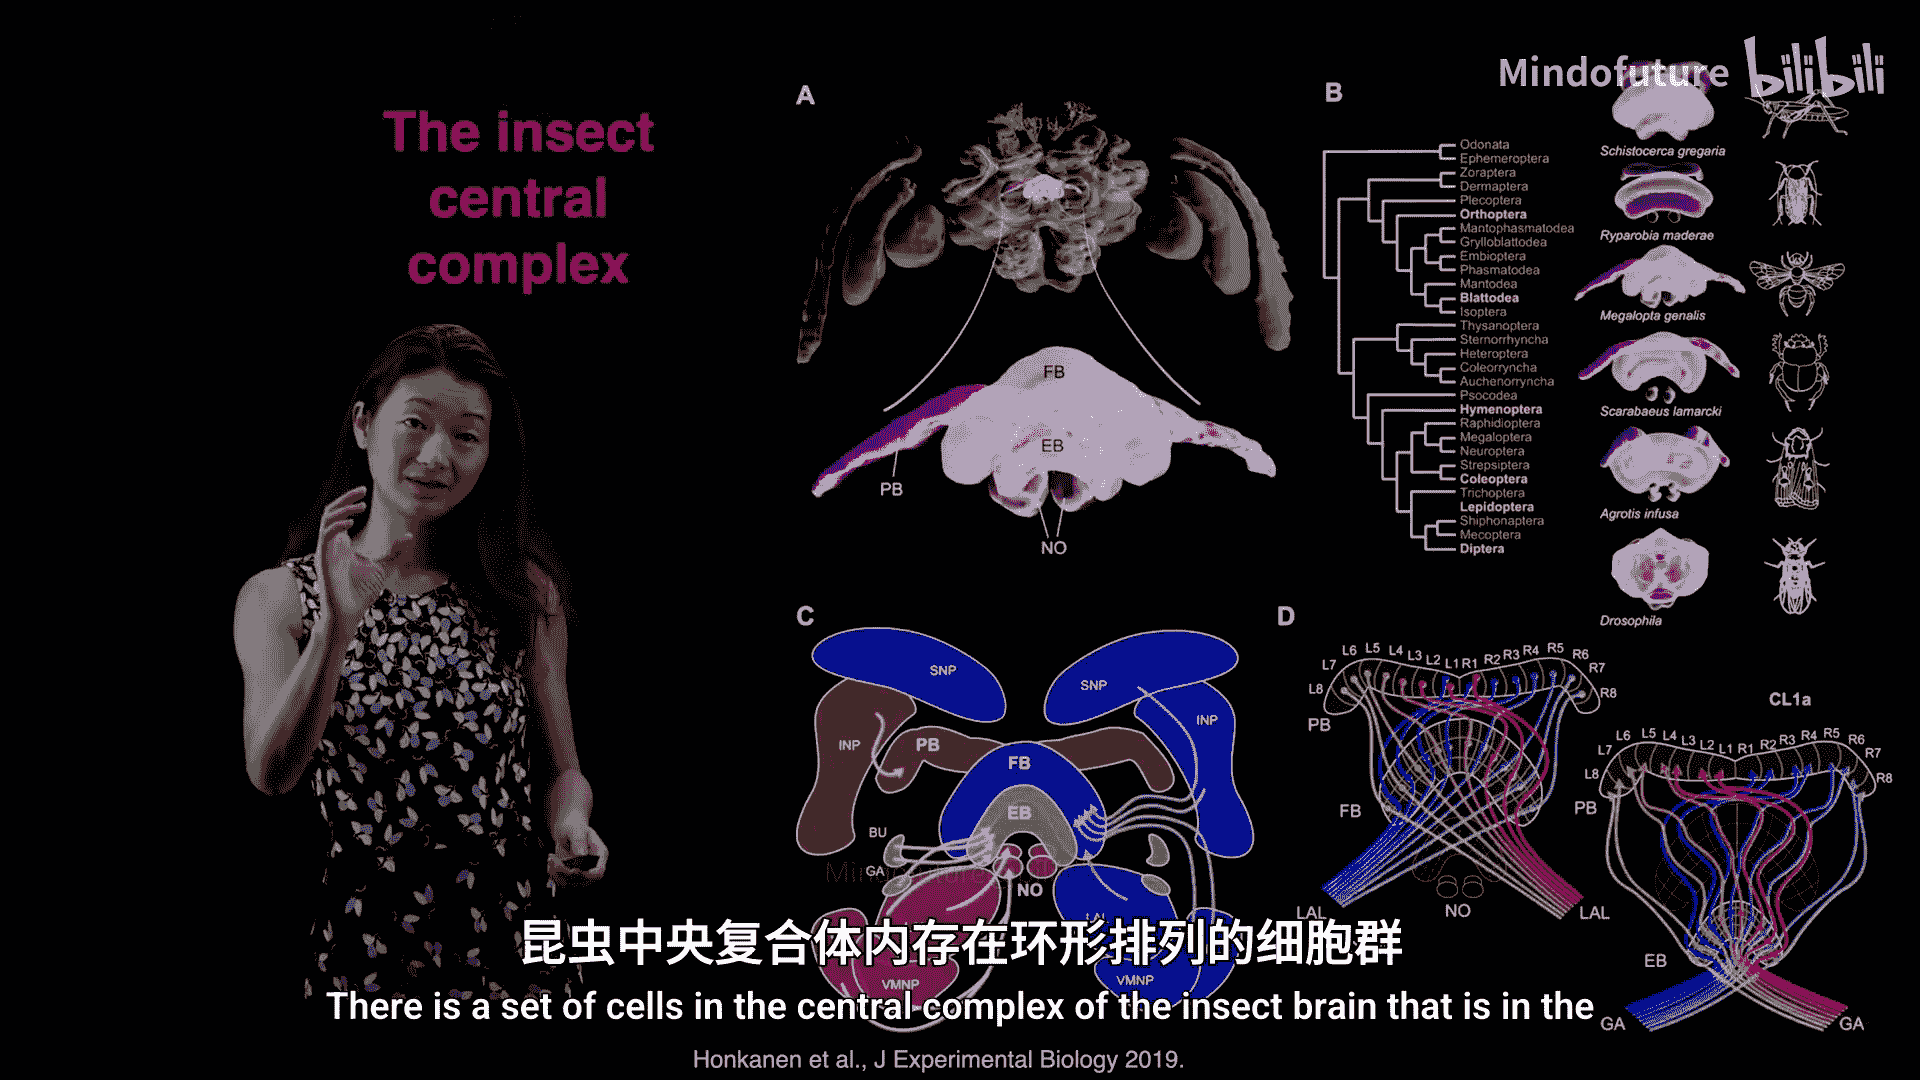 Mindofuture bilibili
The insect
central
complex
A
FB
EB
PB
NO
B
Odonata
Ephemeroptera
Zoraptera
Dermaptera
Plecoptera
Orthoptera
Mantophasmatodea
Grylloblattodea
Embioptera
Phasmatodea
Mantodea
Blattodea
Isoptera
Thysanoptera
Sternorrhyncha
Heteroptera
Coleorryncha
Auchenorryncha
Psocodea
Hymenoptera
Raphidioptera
Megaloptera
Neuroptera
Strepsiptera
Coleoptera
Trichoptera
Lepidoptera
Shiphonaptera
Mecoptera
Diptera
Schistocerca gregaria
Ryparobia maderae
Megalopta genalis
Scarabaeus lamarcki
Agrotis infusa
Drosophila
C
SNP
SNP
INP
PB
INP
FB
EB
BU
GA
NO
LAL
VMNP
VMNP
D
L8 L7 L6 L5 L4 L3 L2 L1 R1 R2 R3 R4 R5 R6 R7 R8
PB
FB
LAL
NO
LAL
CL1a
L8 L7 L6 L5 L4 L3 L2 L1 R1 R2 R3 R4 R5 R6 R7 R8
PB
EB
GA
GA
昆虫中央复合体内存在环形排列的细胞群
There is a set of cells in the central complex of the insect brain that is in the
Honkanen et al., J Experimental Biology 2019.